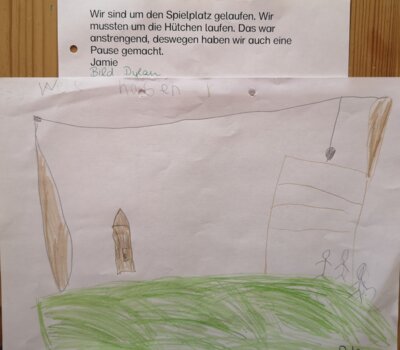 Wir sind um den Spielplatz gelaufen. Wir
mussten um die Hütchen laufen. Das war
anstrengend, deswegen haben wir auch eine
Pause gemacht.
Jamie
Bild Dylan
haben